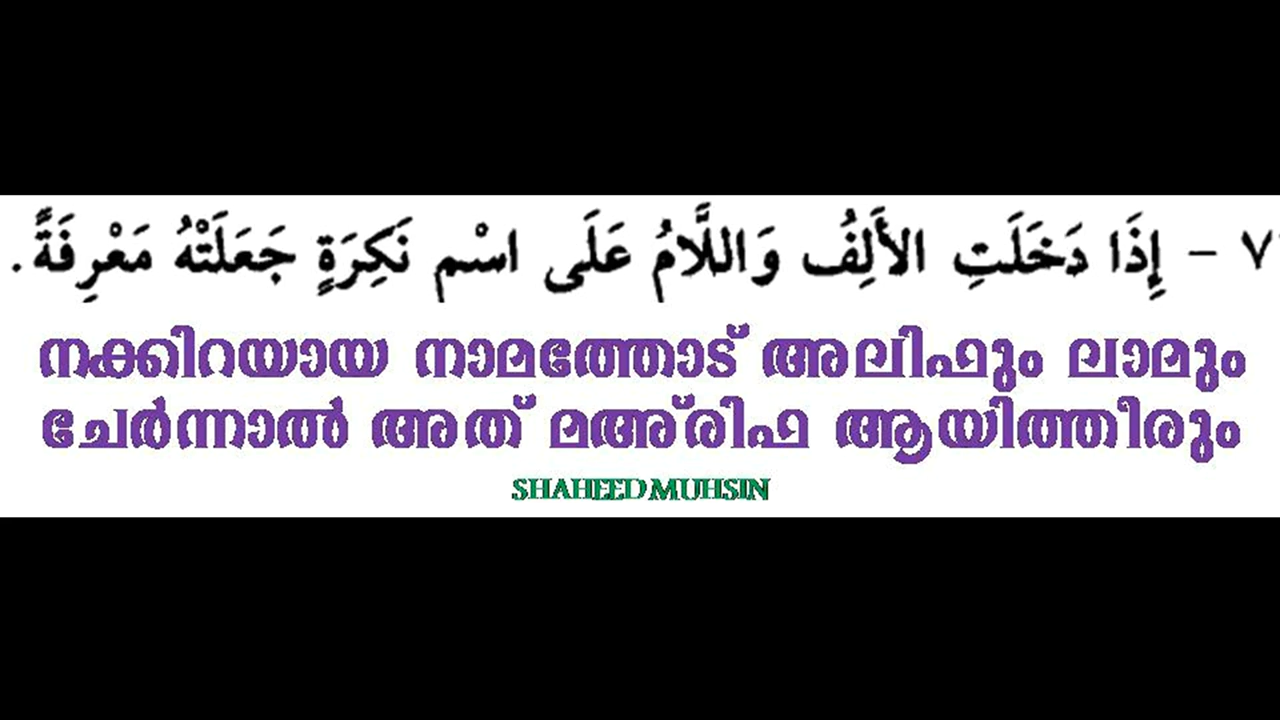 ٧ - إِذَا دَخَلَتِ الأَلِفُ وَاللَّامُ عَلَى اسْم نَكِرَةٍ جَعَلَتْهُ مَعْرِفَةً.
നക്കിറയായ നാമത്തോട് അലിഫും ലാമും
ചേർന്നാൽ അത് മഅ്‌രിഫ ആയിത്തീരും
SHAHEED MUHSIN